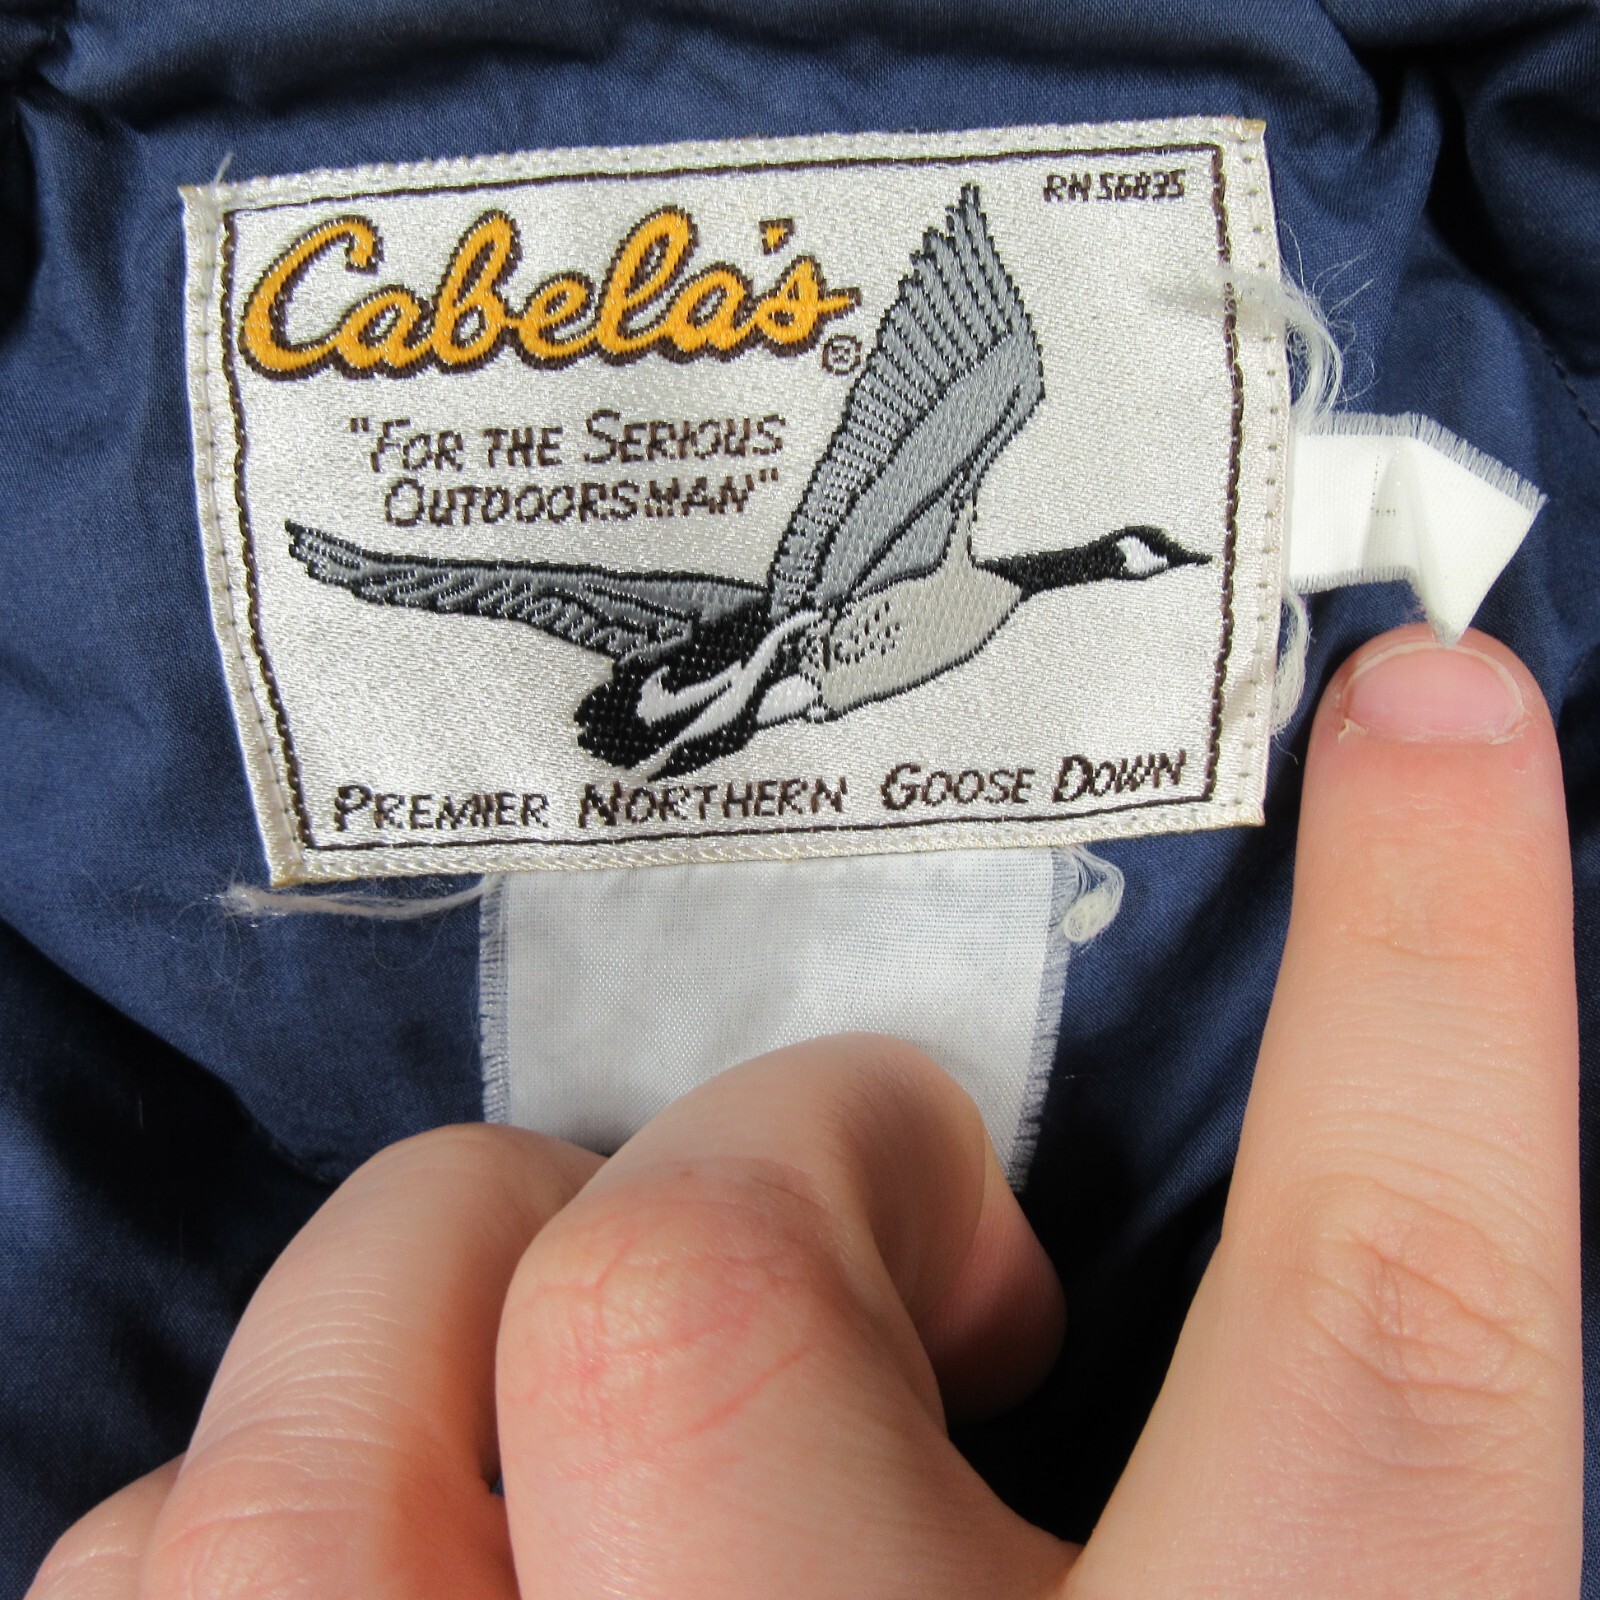 RN 56835
Cabela's®
"FOR THE SERIOUS
OUTDOORSMAN"
PREMIER NORTHERN GOOSE DOWN